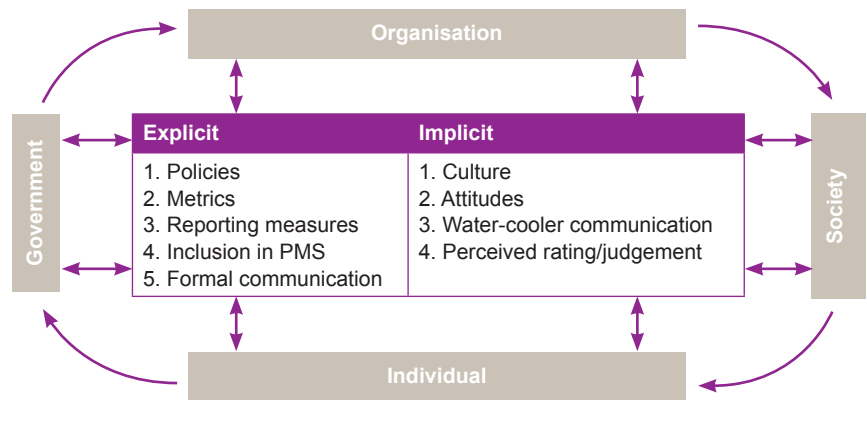 Organisation
Government
Explicit
1. Policies
2. Metrics
3. Reporting measures
4. Inclusion in PMS
5. Formal communication
Implicit
1. Culture
2. Attitudes
3. Water-cooler communication
4. Perceived rating/judgement
Society
Individual